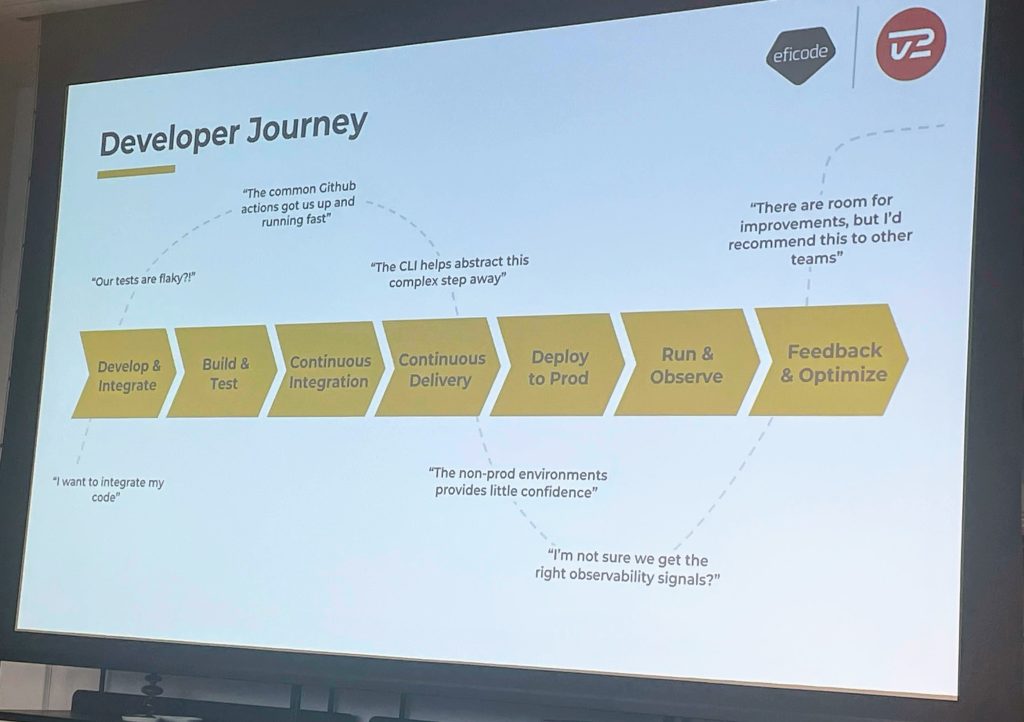 eficode
Developer Journey
"The common Github
actions got us up and
running fast"
"There are room for
improvements, but I'd
recommend this to other
teams"
"Our tests are flaky?!"
"The CLI helps abstract this
complex step away"
Develop &
Integrate
Build &
Test
Continuous
Integration
Continuous
Delivery
Deploy
to Prod
Run &
Observe
Feedback
& Optimize
"I want to integrate my
code"
"The non-prod environments
provides little confidence"
"I'm not sure we get the
right observability signals?"